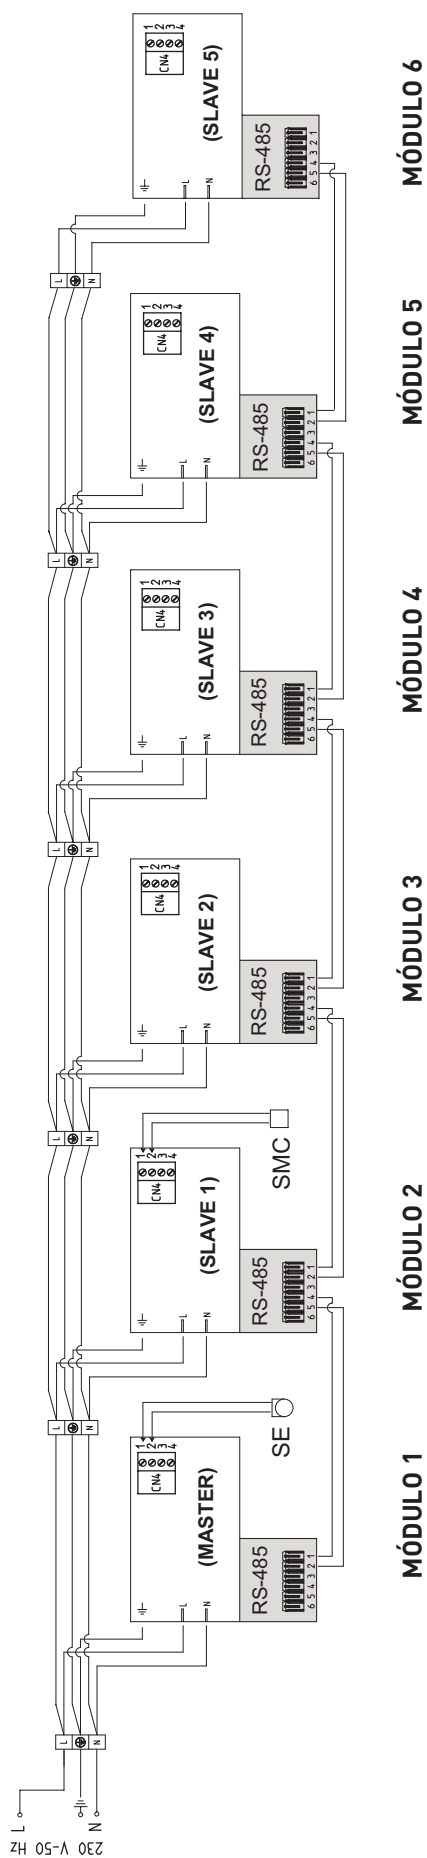 230 V-50 Hz
L
N
L
N
1
2
3
4
CN4
L
N
(MASTER)
RS-485
6 5 4 3 2 1
SE
MÓDULO 1
L
N
1
2
3
4
CN4
L
N
(SLAVE 1)
RS-485
6 5 4 3 2 1
SMC
MÓDULO 2
L
N
1
2
3
4
CN4
L
N
(SLAVE 2)
RS-485
6 5 4 3 2 1
MÓDULO 3
L
N
1
2
3
4
CN4
L
N
(SLAVE 3)
RS-485
6 5 4 3 2 1
MÓDULO 4
L
N
1
2
3
4
CN4
L
N
(SLAVE 4)
RS-485
6 5 4 3 2 1
MÓDULO 5
L
N
1
2
3
4
CN4
L
N
(SLAVE 5)
RS-485
6 5 4 3 2 1
MÓDULO 6